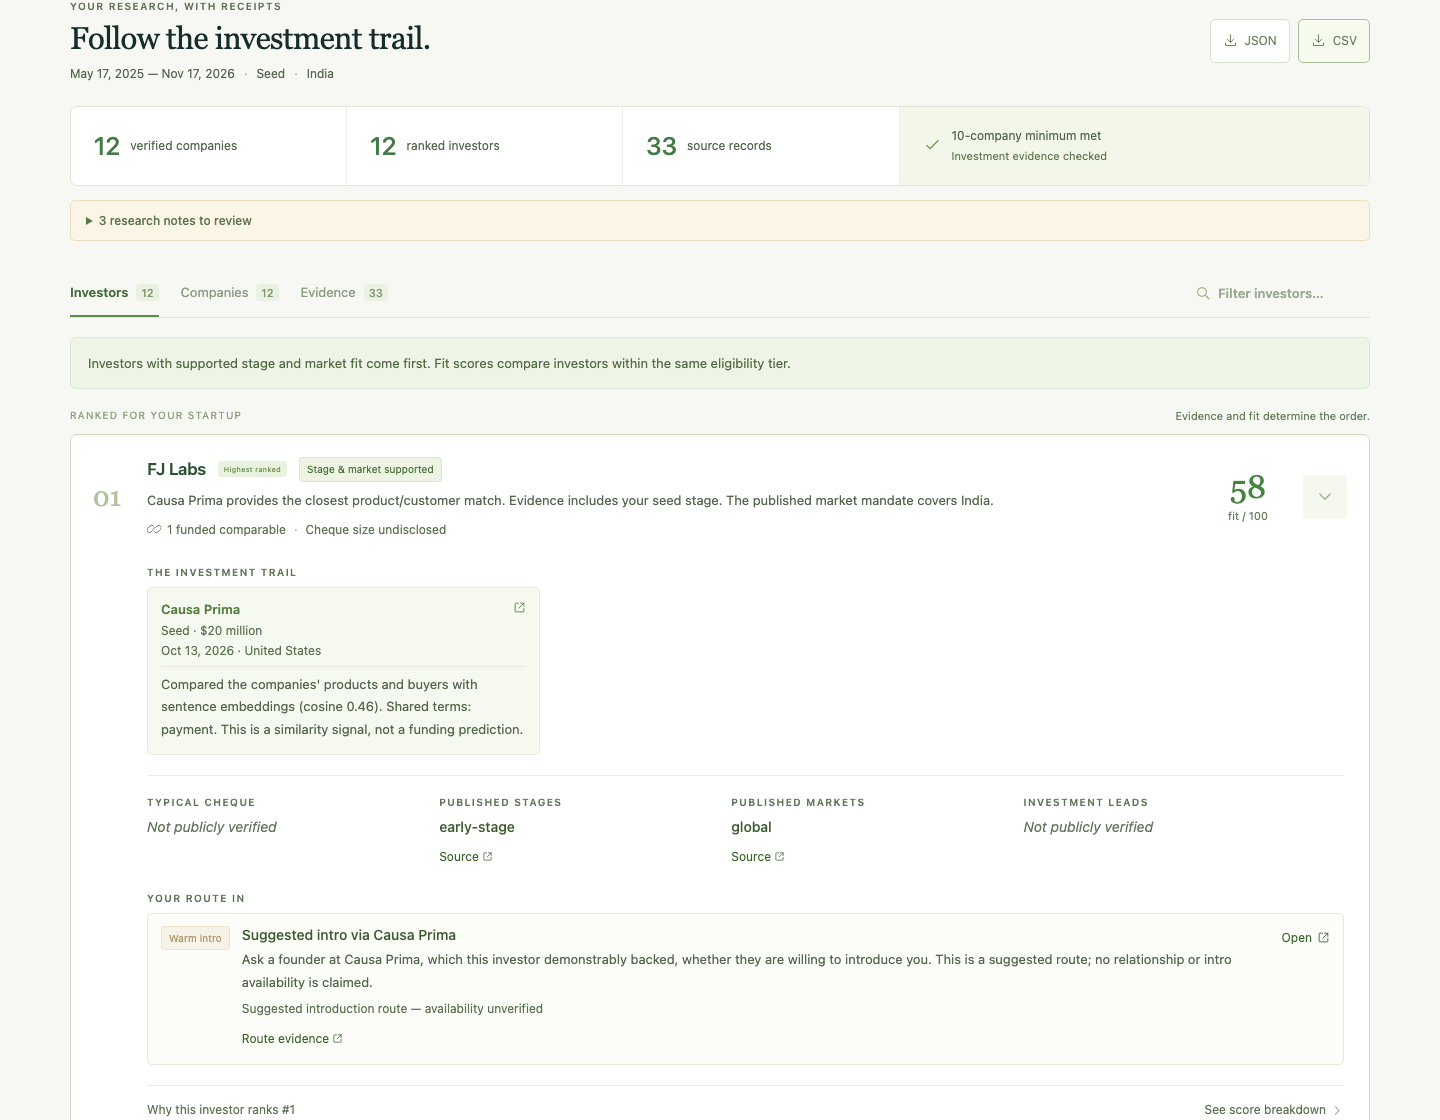 YOUR RESEARCH, WITH RECEIPTS
Follow the investment trail.
JSON
CSV
May 17, 2025 — Nov 17, 2026 · Seed · India
12 verified companies
12 ranked investors
33 source records
10-company minimum met
Investment evidence checked
3 research notes to review
Investors 12
Companies 12
Evidence 33
Filter investors...
Investors with supported stage and market fit come first. Fit scores compare investors within the same eligibility tier.
RANKED FOR YOUR STARTUP
Evidence and fit determine the order.
01
FJ Labs
Highest ranked
Stage & market supported
Causa Prima provides the closest product/customer match. Evidence includes your seed stage. The published market mandate covers India.
1 funded comparable · Cheque size undisclosed
58
fit / 100
THE INVESTMENT TRAIL
Causa Prima
Seed · $20 million
Oct 13, 2026 · United States
Compared the companies' products and buyers with
sentence embeddings (cosine 0.46). Shared terms:
payment. This is a similarity signal, not a funding prediction.
TYPICAL CHEQUE
Not publicly verified
PUBLISHED STAGES
early-stage
Source
PUBLISHED MARKETS
global
Source
INVESTMENT LEADS
Not publicly verified
YOUR ROUTE IN
Warm intro
Suggested intro via Causa Prima
Open
Ask a founder at Causa Prima, which this investor demonstrably backed, whether they are willing to introduce you. This is a suggested route; no relationship or intro
availability is claimed.
Suggested introduction route — availability unverified
Route evidence
Why this investor ranks #1
See score breakdown